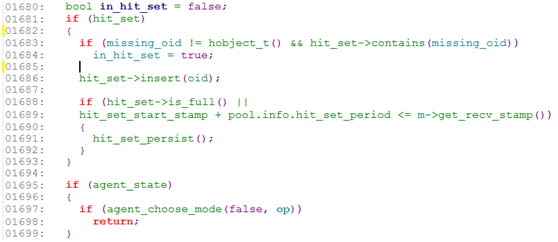 01680:   bool in_hit_set = false;
01681:   if (hit_set)
01682:   {
01683:     if (missing_oid != hobject_t() && hit_set->contains(missing_oid))
01684:       in_hit_set = true;
01685:
01686:     hit_set->insert(oid);
01687:
01688:     if (hit_set->is_full() ||
01689:     hit_set_start_stamp + pool.info.hit_set_period <= m->get_recv_stamp())
01690:     {
01691:       hit_set_persist();
01692:     }
01693:   }
01694:
01695:   if (agent_state)
01696:   {
01697:     if (agent_choose_mode(false, op))
01698:       return;
01699:   }